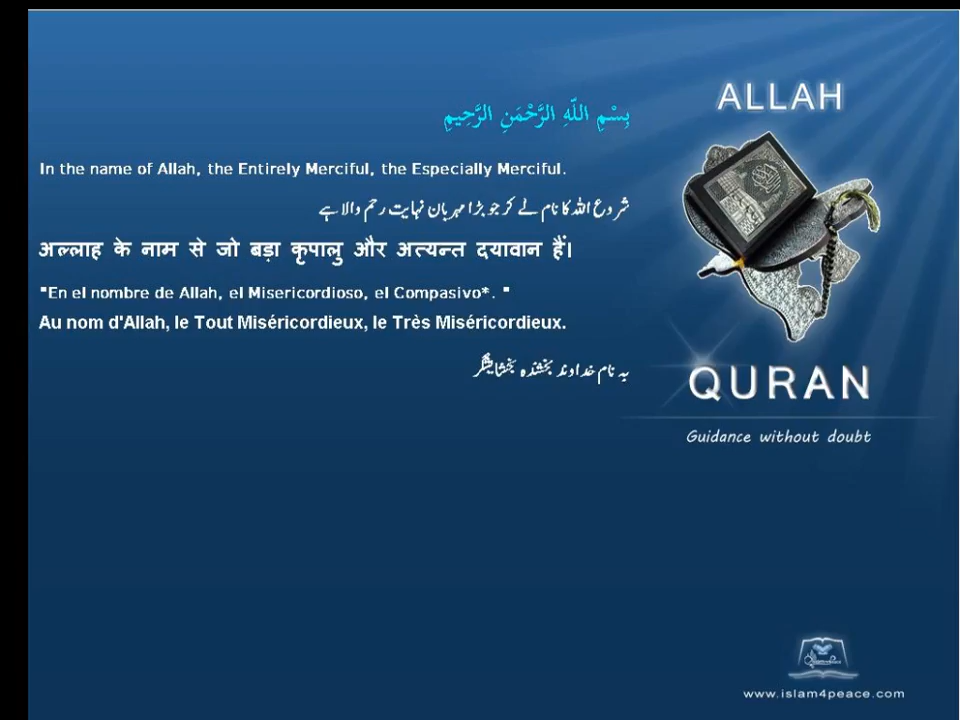 بِسْمِ اللَّهِ الرَّحْمَنِ الرَّحِيمِ
In the name of Allah, the Entirely Merciful, the Especially Merciful.
شروع الله کا نام لے کر جو بڑا مہربان نہایت رحم والا ہے
अल्लाह के नाम से जो बड़ा कृपालु और अत्यन्त दयावान हैं।
"En el nombre de Allah, el Misericordioso, el Compasivo*. "
Au nom d'Allah, le Tout Miséricordieux, le Très Miséricordieux.
به نام خداوند بخشنده بخشایشگر
ALLAH
QURAN
Guidance without doubt
www.islam4peace.com